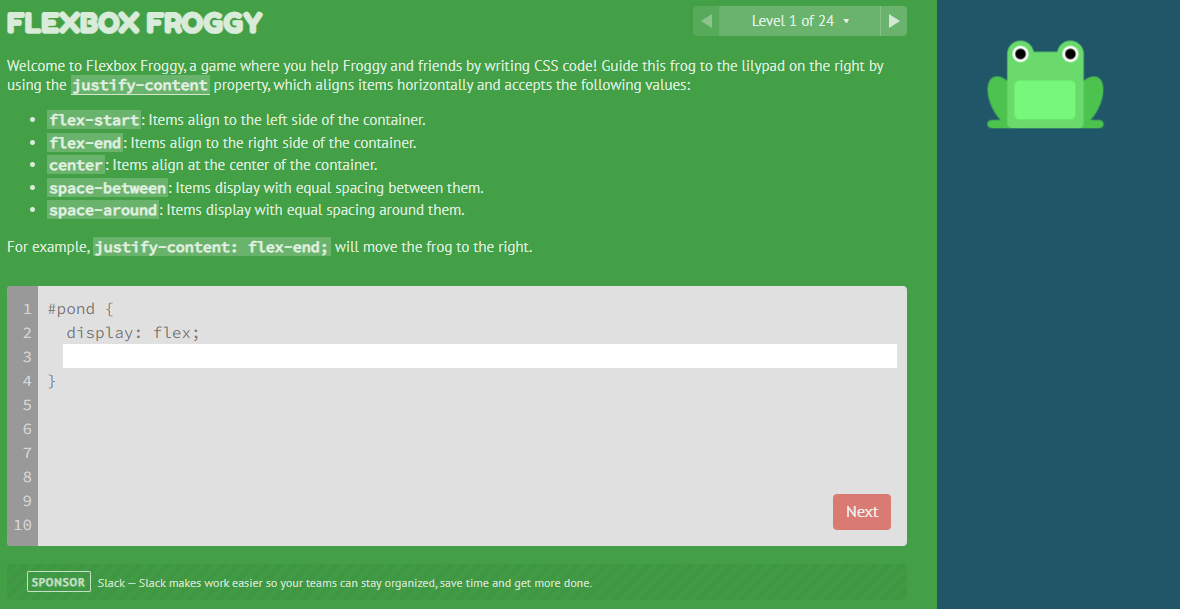 FLEXBOX FROGGY
Level 1 of 24
Welcome to Flexbox Froggy, a game where you help Froggy and friends by writing CSS code! Guide this frog to the lilypad on the right by
using the justify-content property, which aligns items horizontally and accepts the following values:
• flex-start: Items align to the left side of the container.
• flex-end: Items align to the right side of the container.
• center: Items align at the center of the container.
• space-between: Items display with equal spacing between them.
• space-around: Items display with equal spacing around them.
For example, justify-content: flex-end; will move the frog to the right.
1 #pond {
2 display: flex;
3
4 }
5
6
7
8
9
10
Next
SPONSOR Slack — Slack makes work easier so your teams can stay organized, save time and get more done.